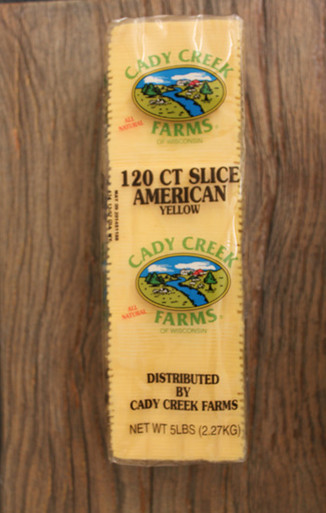 CADY CREEK
ALL
NATURAL
FARMS
OF WISCONSIN
120 CT SLICE
AMERICAN
YELLOW
CADY CREEK
ALL
NATURAL
FARMS
OF WISCONSIN
DISTRIBUTED
BY
CADY CREEK FARMS
NET WT 5LBS (2.27KG)